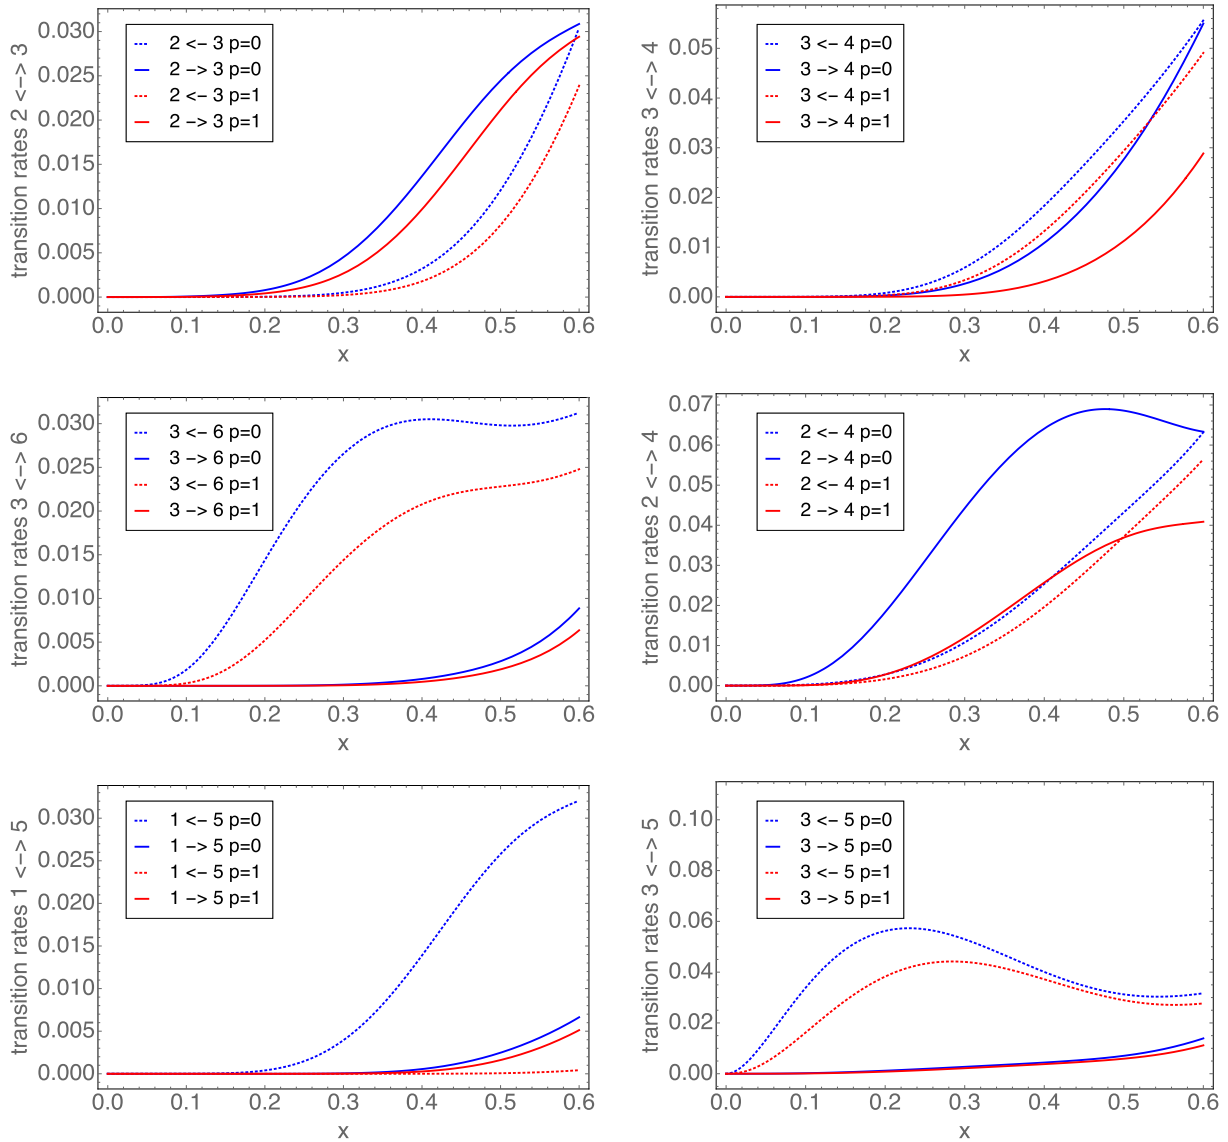 transition rates 2 <-> 3
0.030
0.025
0.020
0.015
0.010
0.005
0.000
2 <- 3 p=0
2 -> 3 p=0
2 <- 3 p=1
2 -> 3 p=1
0.0 0.1 0.2 0.3 0.4 0.5 0.6
x
transition rates 3 <-> 4
0.05
0.04
0.03
0.02
0.01
0.00
3 <- 4 p=0
3 -> 4 p=0
3 <- 4 p=1
3 -> 4 p=1
0.0 0.1 0.2 0.3 0.4 0.5 0.6
x
transition rates 3 <-> 6
0.030
0.025
0.020
0.015
0.010
0.005
0.000
3 <- 6 p=0
3 -> 6 p=0
3 <- 6 p=1
3 -> 6 p=1
0.0 0.1 0.2 0.3 0.4 0.5 0.6
x
transition rates 2 <-> 4
0.07
0.06
0.05
0.04
0.03
0.02
0.01
0.00
2 <- 4 p=0
2 -> 4 p=0
2 <- 4 p=1
2 -> 4 p=1
0.0 0.1 0.2 0.3 0.4 0.5 0.6
x
transition rates 1 <-> 5
0.030
0.025
0.020
0.015
0.010
0.005
0.000
1 <- 5 p=0
1 -> 5 p=0
1 <- 5 p=1
1 -> 5 p=1
0.0 0.1 0.2 0.3 0.4 0.5 0.6
x
transition rates 3 <-> 5
0.10
0.08
0.06
0.04
0.02
0.00
3 <- 5 p=0
3 -> 5 p=0
3 <- 5 p=1
3 -> 5 p=1
0.0 0.1 0.2 0.3 0.4 0.5 0.6
x